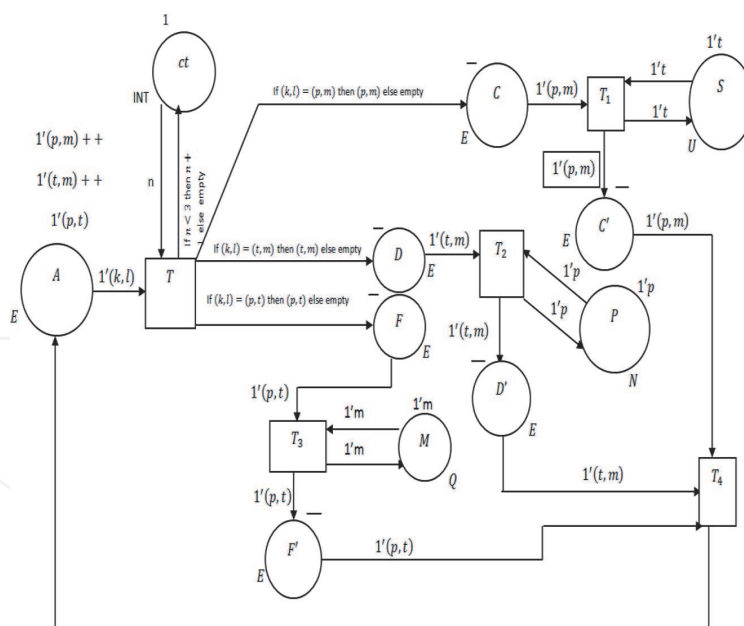 1
ct
INT
n
If n < 3 then n +
1 else empty
1′(p,m) ++
1′(t,m) ++
1′(p,t)
A
E
1′(k,l)
T
If (k,l) = (p,m) then (p,m) else empty
If (k,l) = (t,m) then (t,m) else empty
If (k,l) = (p,t) then (p,t) else empty
C
E
1′(p,m)
T1
1′t
1′t
1′t
S
U
1′(p,m)
C′
E
1′(p,m)
D
E
1′(t,m)
T2
1′p
1′p
1′p
P
N
F
E
1′(t,m)
D′
E
1′(t,m)
1′(p,t)
T3
1′m
1′m
1′m
M
Q
1′(p,t)
F′
E
1′(p,t)
T4